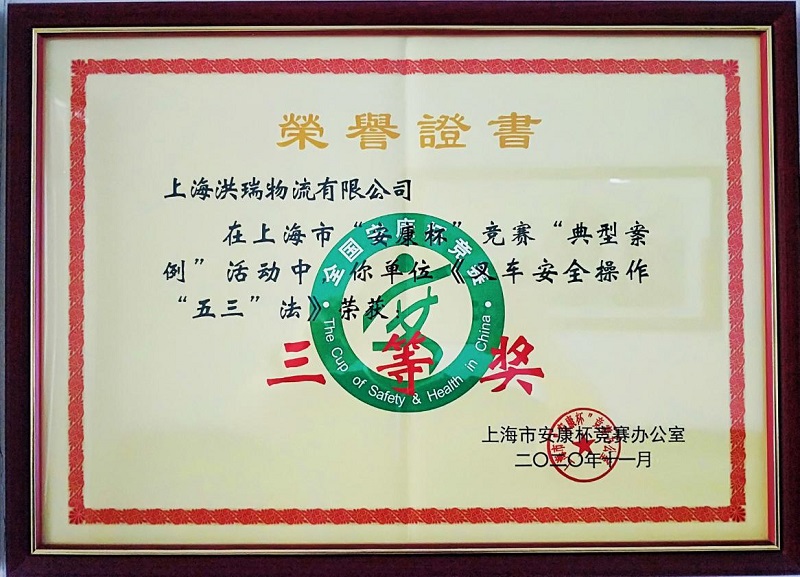 榮譽證書
上海洪瑞物流有限公司
在上海市“安康杯”竞赛“典型案
例”活动中，你单位《叉车安全操作
“五三”法》荣获：
全国安康杯竞赛
The Cup of Safety & Health in China
三等奖
上海市安康杯竞赛办公室
二〇二〇年十一月